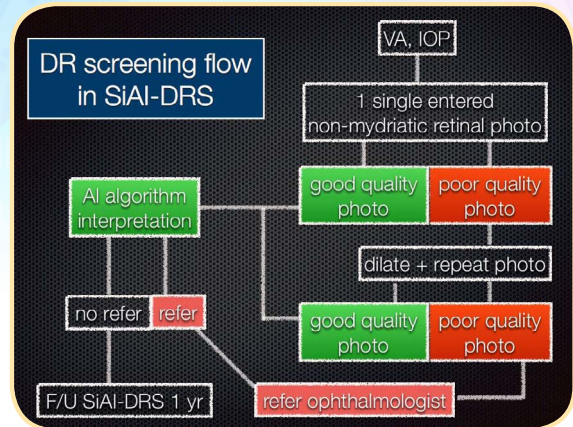 DR screening flow
in SiAI-DRS
VA, IOP
1 single entered
non-mydriatic retinal photo
good quality
photo
poor quality
photo
AI algorithm
interpretation
dilate + repeat photo
no refer
refer
good quality
photo
poor quality
photo
F/U SiAI-DRS 1 yr
refer ophthalmologist